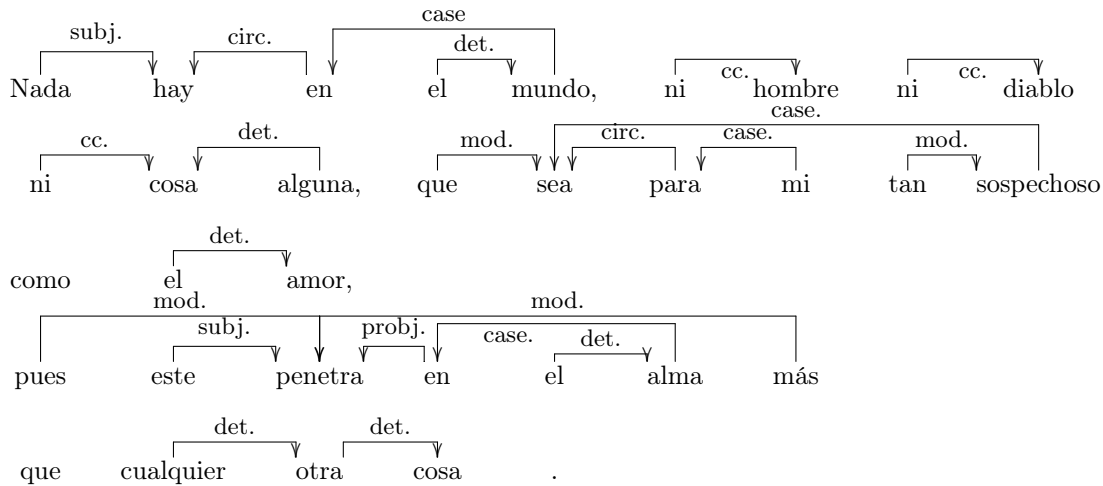 case
subj. circ. det.
Nada hay en el mundo, ni hombre ni diablo
cc. cc.
case.
cc. det. mod. circ. case. mod.
ni cosa alguna, que sea para mi tan sospechoso
det.
como el amor,
mod. mod.
subj. probj. case. det.
pues este penetra en el alma más
det. det.
que cualquier otra cosa .